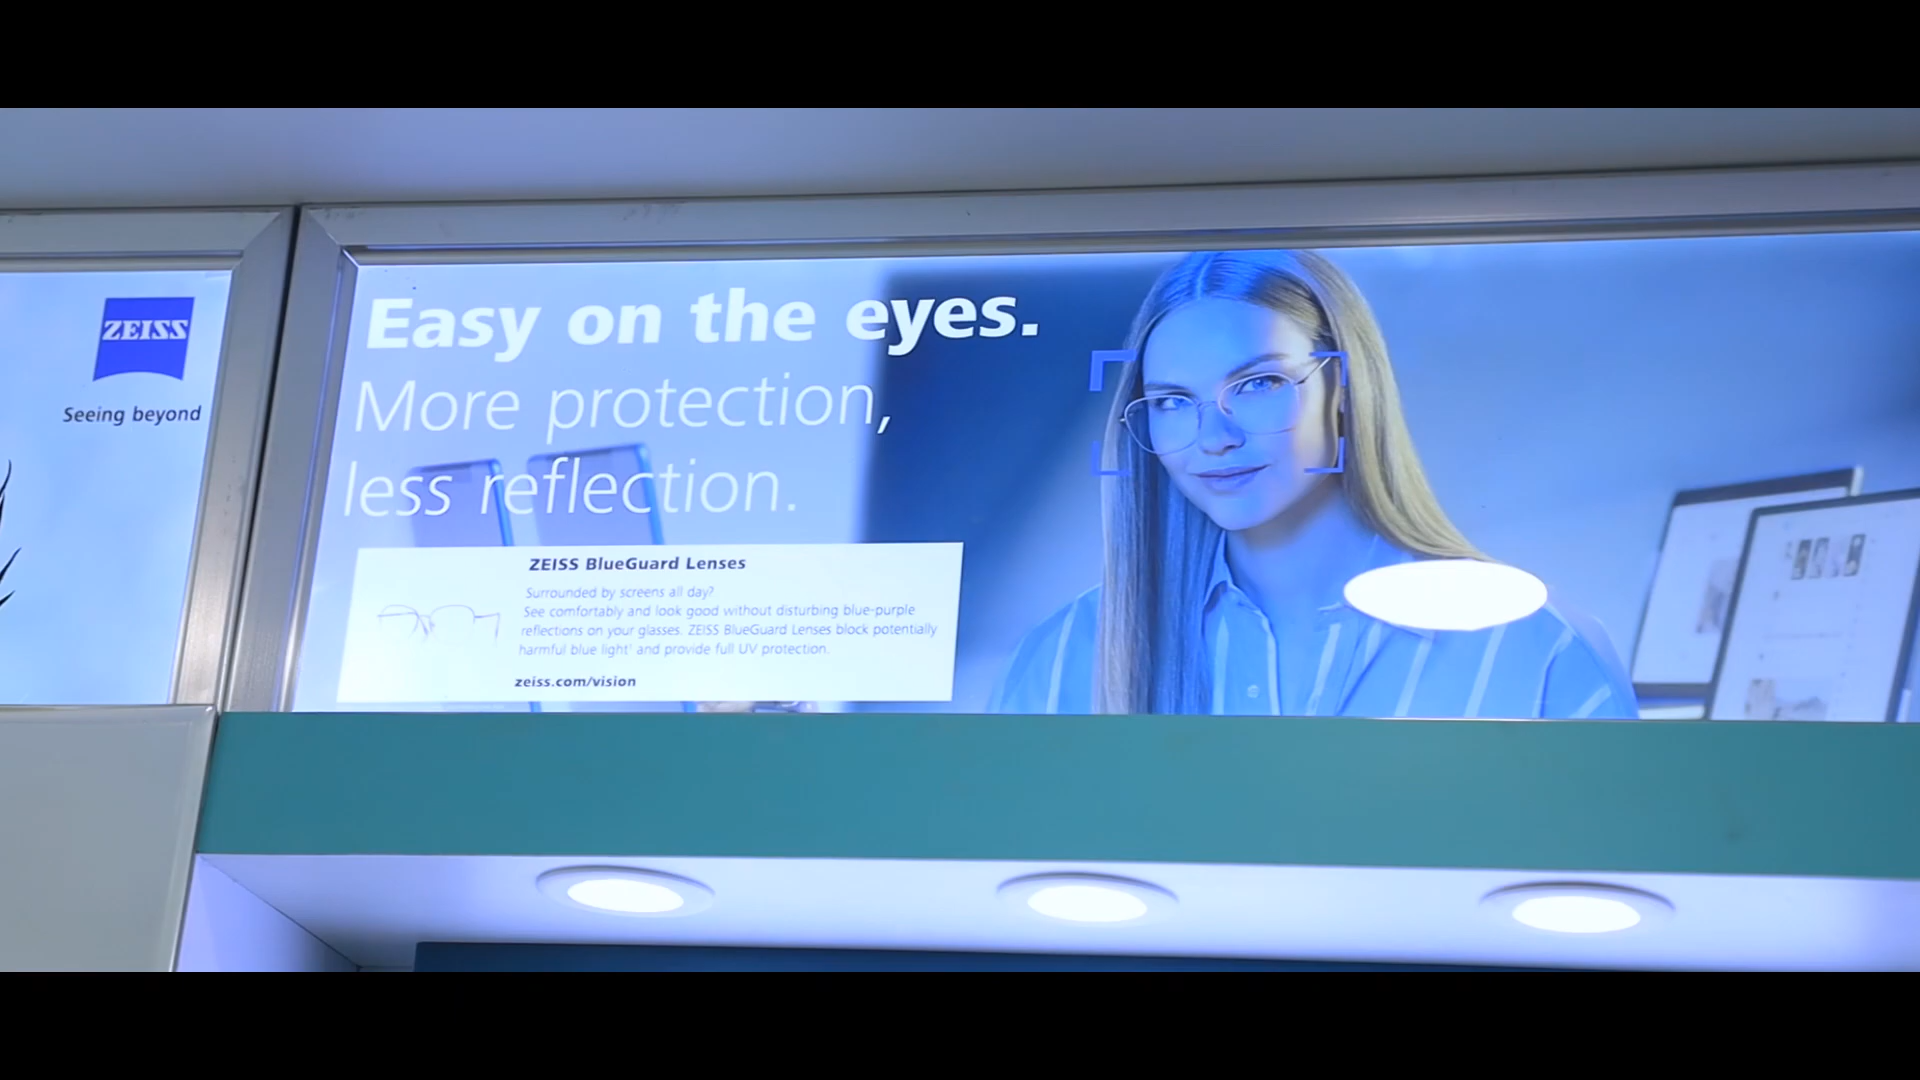 ZEISS
Seeing beyond
Easy on the eyes.
More protection,
less reflection.
ZEISS BlueGuard Lenses
Surrounded by screens all day?
See comfortably and look good without disturbing blue-purple
reflections on your glasses. ZEISS BlueGuard Lenses block potentially
harmful blue light¹ and provide full UV protection.
zeiss.com/vision